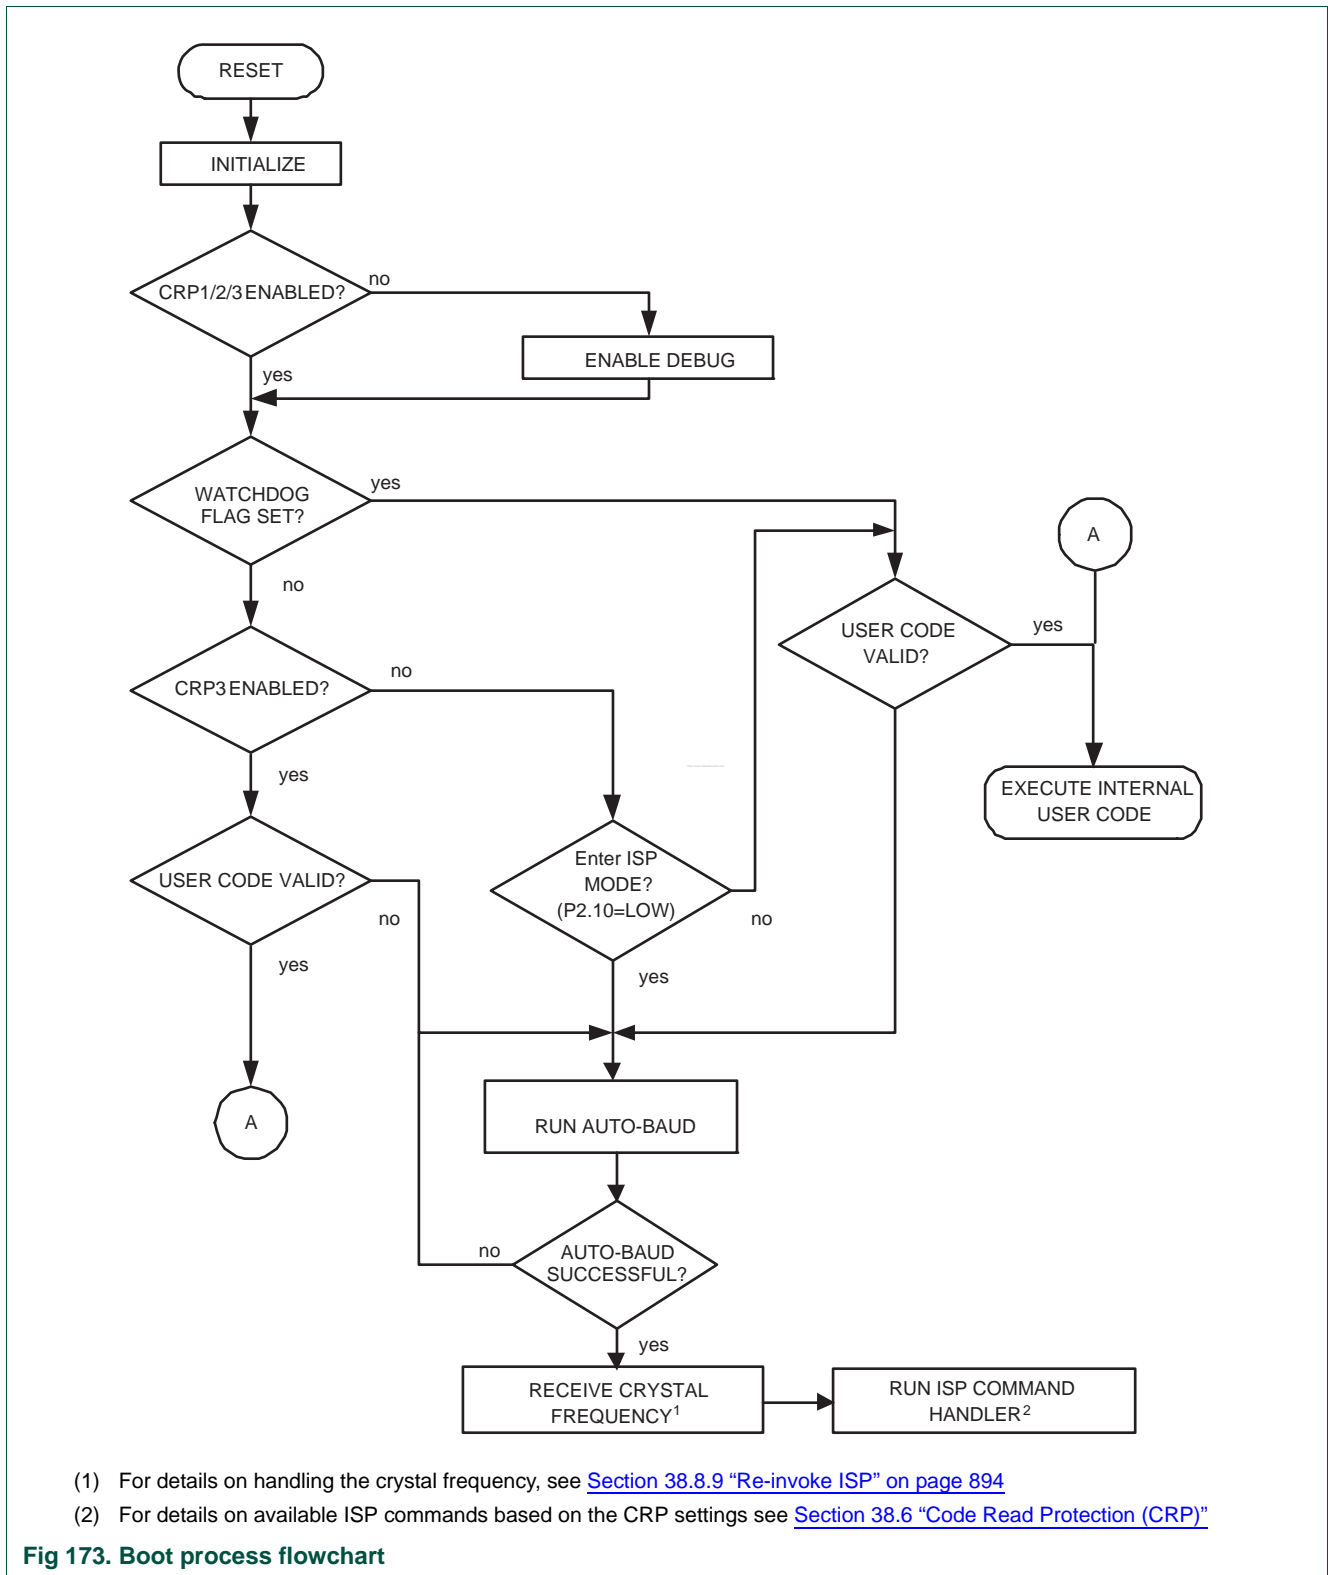 RESET
INITIALIZE
CRP1/2/3 ENABLED?
no
ENABLE DEBUG
yes
WATCHDOG
FLAG SET?
yes
no
A
USER CODE
VALID?
yes
CRP3 ENABLED?
no
yes
EXECUTE INTERNAL
USER CODE
USER CODE VALID?
no
yes
Enter ISP
MODE?
(P2.10=LOW)
no
yes
A
RUN AUTO-BAUD
AUTO-BAUD
SUCCESSFUL?
no
yes
RECEIVE CRYSTAL
FREQUENCY1
RUN ISP COMMAND
HANDLER2
(1) For details on handling the crystal frequency, see Section 38.8.9 “Re-invoke ISP” on page 894
(2) For details on available ISP commands based on the CRP settings see Section 38.6 “Code Read Protection (CRP)”
Fig 173. Boot process flowchart